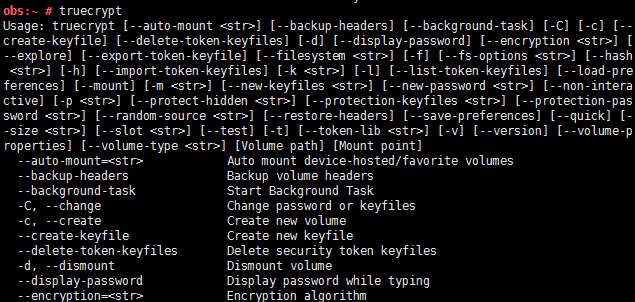 obs:~ # truecrypt
Usage: truecrypt [--auto-mount <str>] [--backup-headers] [--background-task] [-C] [-c] [--
create-keyfile] [--delete-token-keyfiles] [-d] [--display-password] [--encryption <str>] [
--explore] [--export-token-keyfile] [--filesystem <str>] [-f] [--fs-options <str>] [--hash
 <str>] [-h] [--import-token-keyfiles] [-k <str>] [-l] [--list-token-keyfiles] [--load-pre
ferences] [--mount] [-m <str>] [--new-keyfiles <str>] [--new-password <str>] [--non-intera
ctive] [-p <str>] [--protect-hidden <str>] [--protection-keyfiles <str>] [--protection-pas
sword <str>] [--random-source <str>] [--restore-headers] [--save-preferences] [--quick] [-
-size <str>] [--slot <str>] [--test] [-t] [--token-lib <str>] [-v] [--version] [--volume-p
roperties] [--volume-type <str>] [Volume path] [Mount point]
  --auto-mount=<str>          Auto mount device-hosted/favorite volumes
  --backup-headers            Backup volume headers
  --background-task           Start Background Task
  -C, --change                Change password or keyfiles
  -c, --create                Create new volume
  --create-keyfile            Create new keyfile
  --delete-token-keyfiles     Delete security token keyfiles
  -d, --dismount              Dismount volume
  --display-password          Display password while typing
  --encryption=<str>          Encryption algorithm